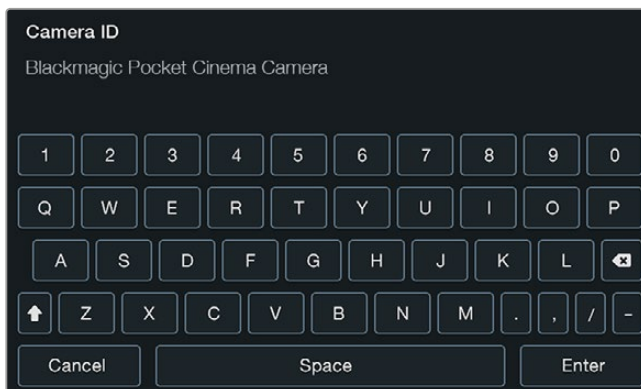 Camera ID
Blackmagic Pocket Cinema Camera
1 2 3 4 5 6 7 8 9 0
Q W E R T Y U I O P
A S D F G H J K L
Z X C V B N M . , / -
Cancel Space Enter